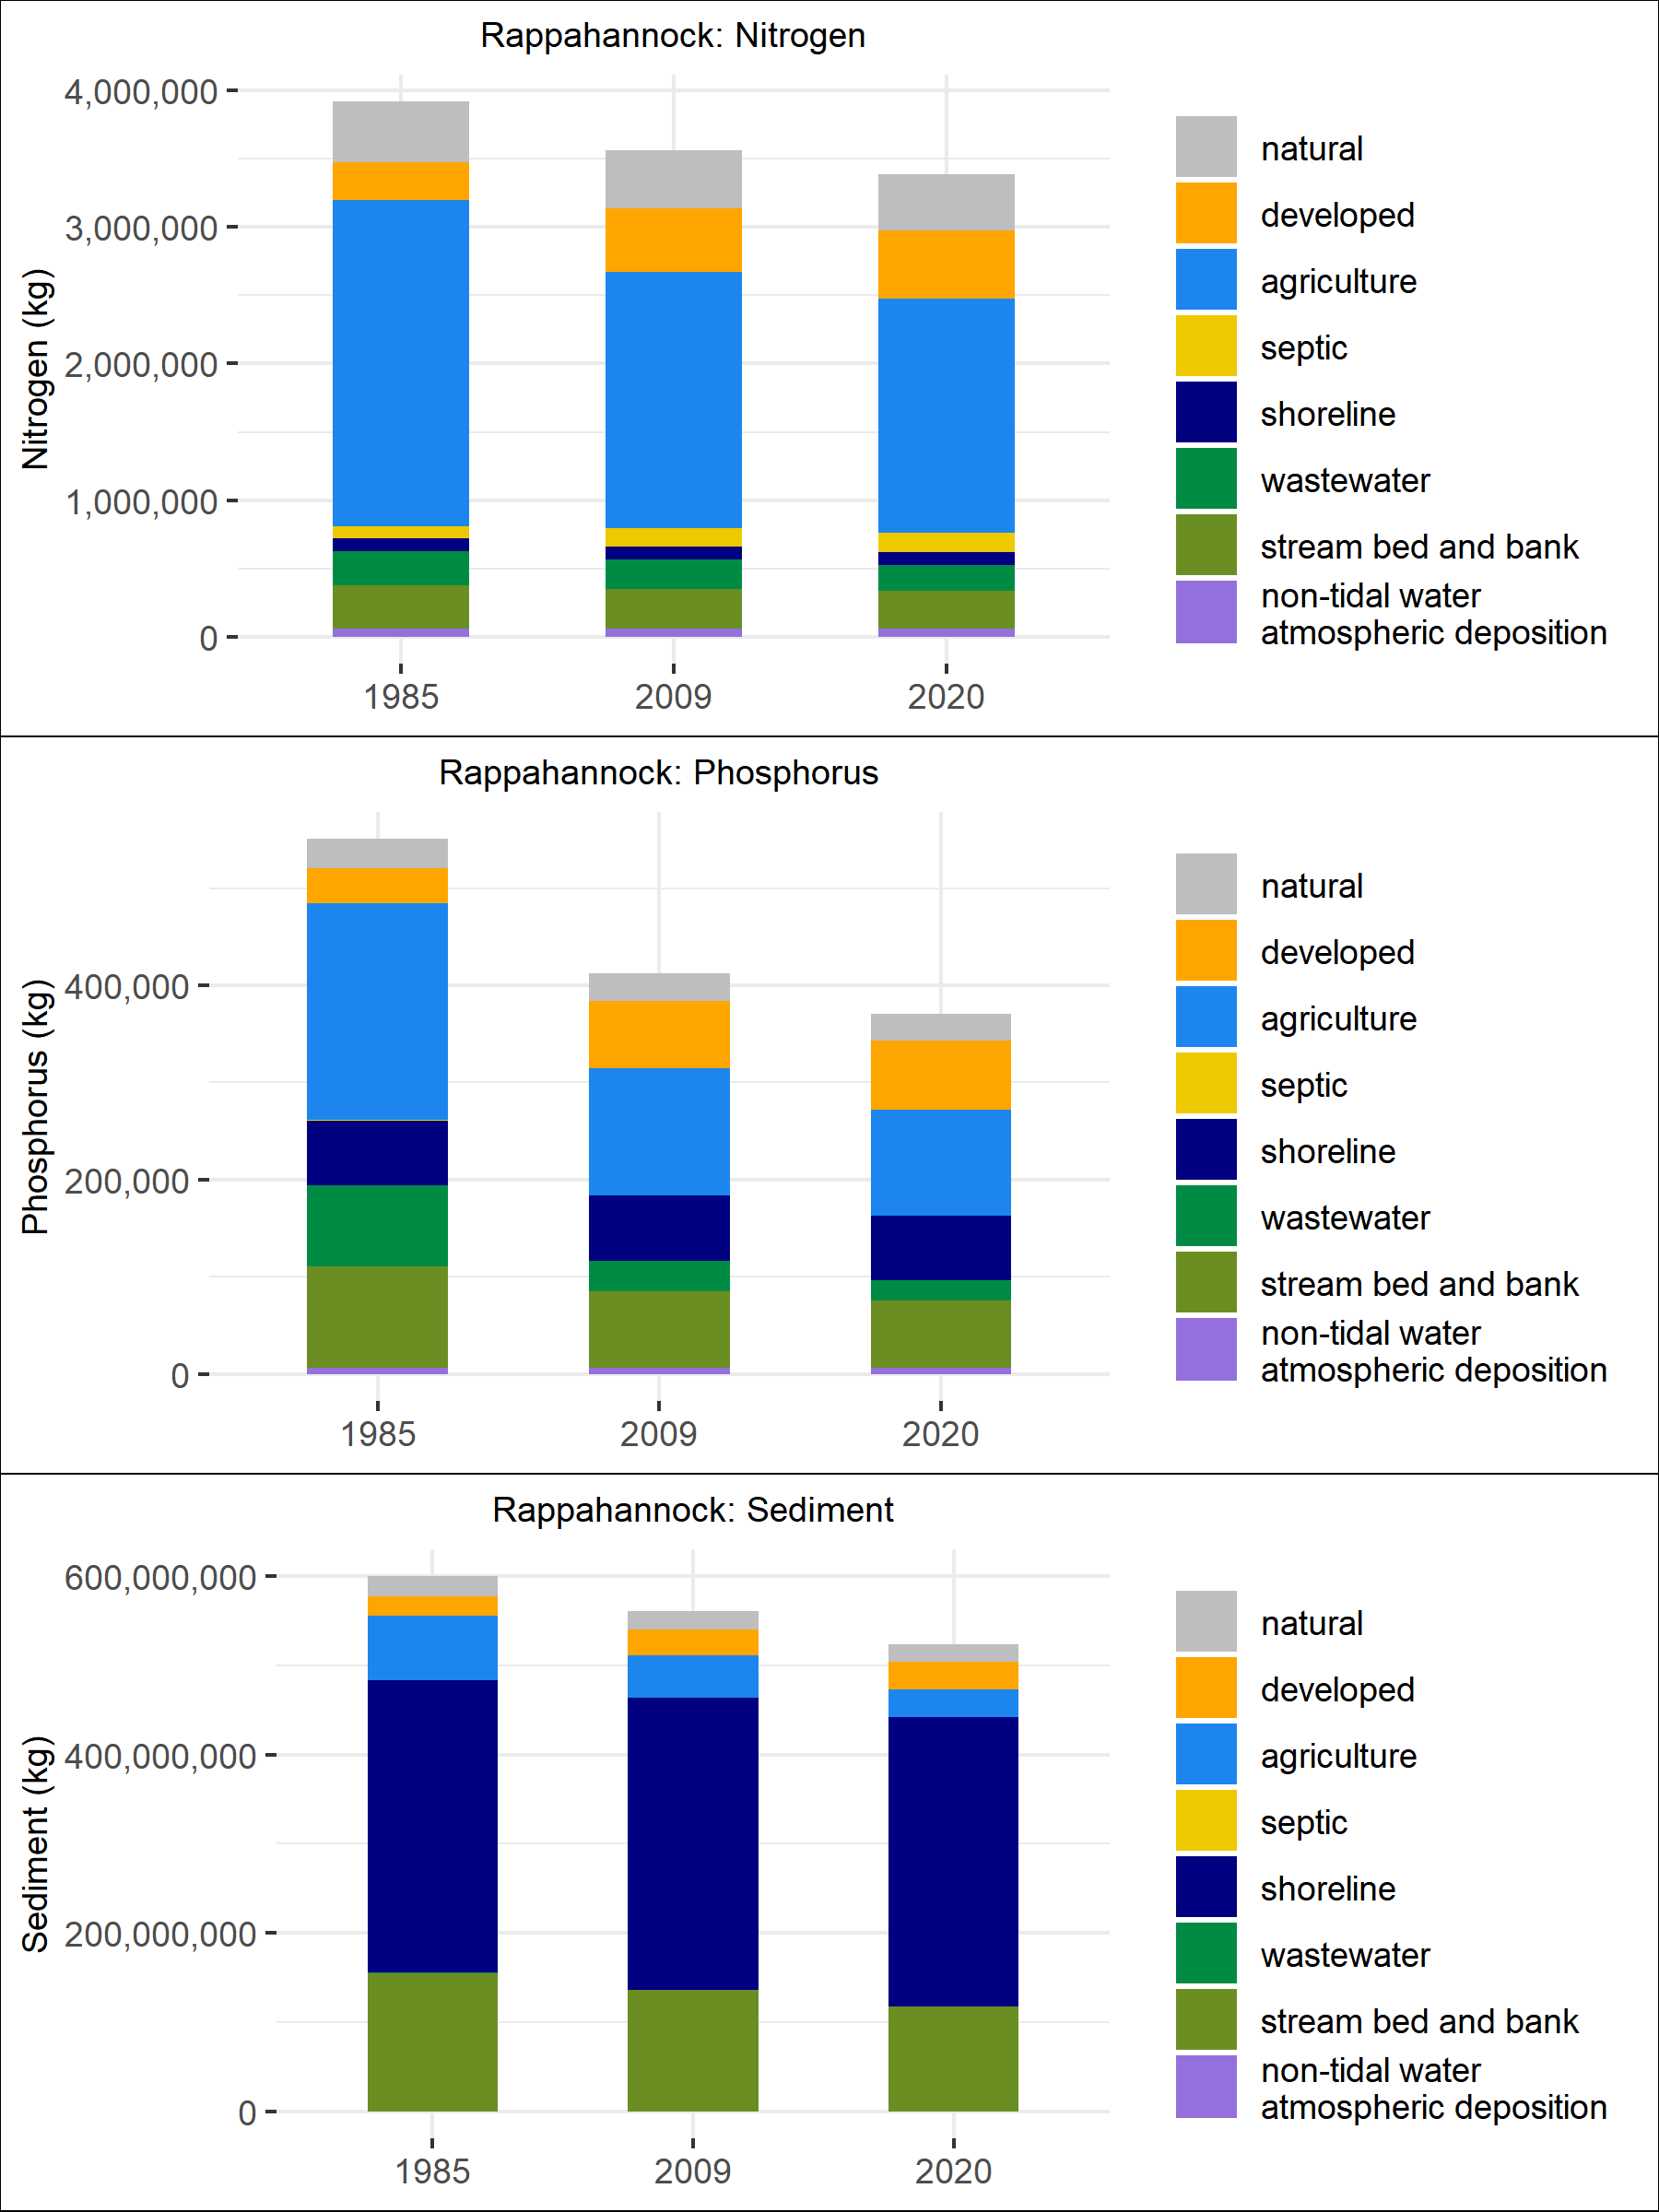 Rappahannock: Nitrogen
Nitrogen (kg)
4,000,000
3,000,000
2,000,000
1,000,000
0
1985
2009
2020
natural
developed
agriculture
septic
shoreline
wastewater
stream bed and bank
non-tidal water
atmospheric deposition
Rappahannock: Phosphorus
Phosphorus (kg)
400,000
200,000
0
1985
2009
2020
natural
developed
agriculture
septic
shoreline
wastewater
stream bed and bank
non-tidal water
atmospheric deposition
Rappahannock: Sediment
Sediment (kg)
600,000,000
400,000,000
200,000,000
0
1985
2009
2020
natural
developed
agriculture
septic
shoreline
wastewater
stream bed and bank
non-tidal water
atmospheric deposition